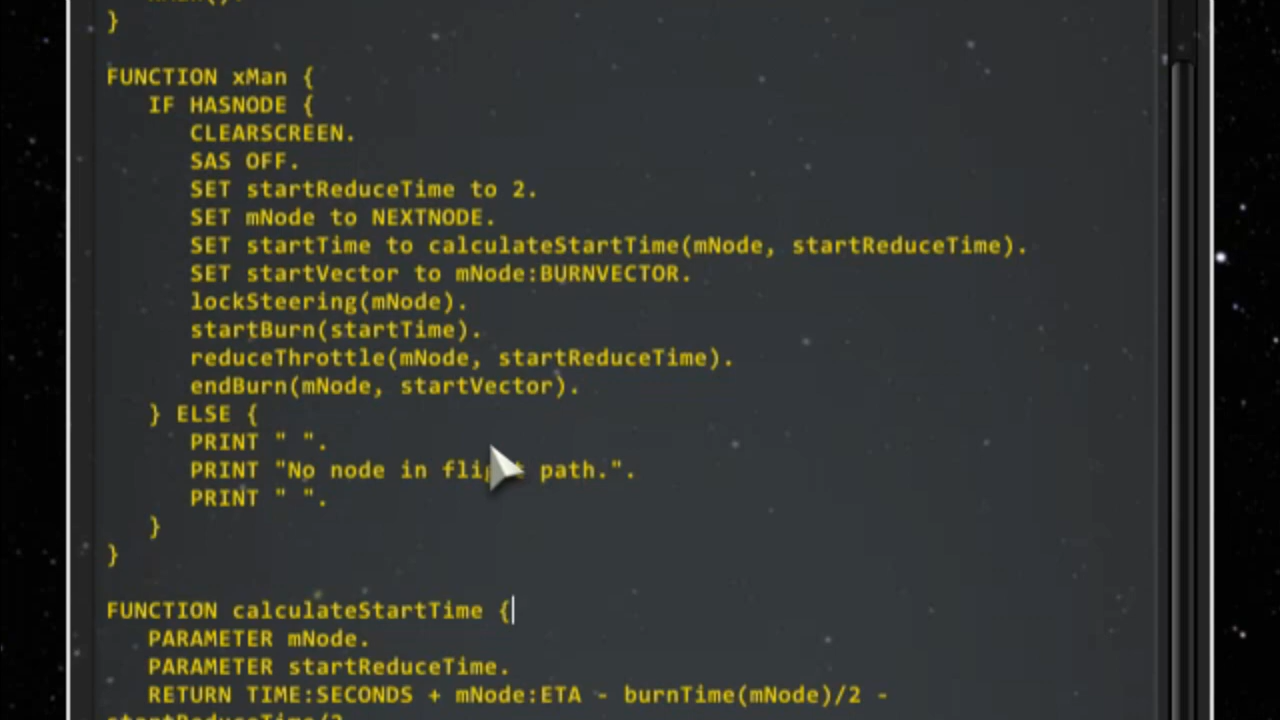 }
FUNCTION xMan {
IF HASNODE {
CLEARSCREEN.
SAS OFF.
SET startReduceTime to 2.
SET mNode to NEXTNODE.
SET startTime to calculateStartTime(mNode, startReduceTime).
SET startVector to mNode:BURNVECTOR.
lockSteering(mNode).
startBurn(startTime).
reduceThrottle(mNode, startReduceTime).
endBurn(mNode, startVector).
} ELSE {
PRINT " ".
PRINT "No node in flight path.".
PRINT " ".
}
}
FUNCTION calculateStartTime {
PARAMETER mNode.
PARAMETER startReduceTime.
RETURN TIME:SECONDS + mNode:ETA - burnTime(mNode)/2 -
startReduceTime/2